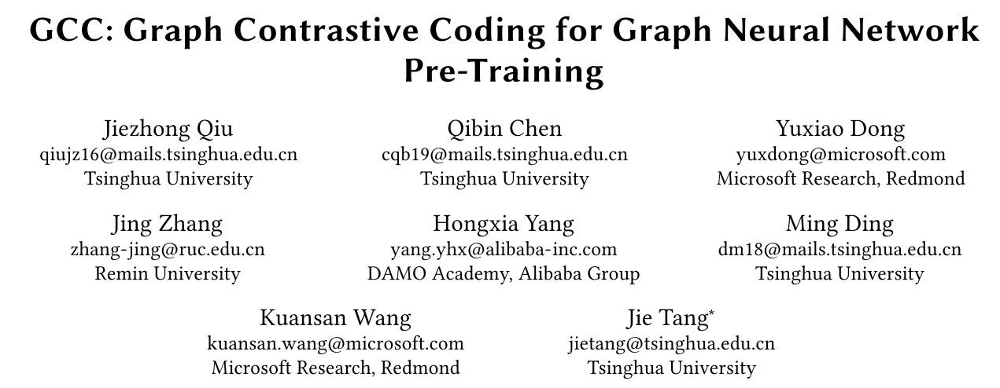 GCC: Graph Contrastive Coding for Graph Neural Network
Pre-Training
Jiezhong Qiu
qiujz16@mails.tsinghua.edu.cn
Tsinghua University
Qibin Chen
cqb19@mails.tsinghua.edu.cn
Tsinghua University
Yuxiao Dong
yuxdong@microsoft.com
Microsoft Research, Redmond
Jing Zhang
zhang-jing@ruc.edu.cn
Remin University
Hongxia Yang
yang.yhx@alibaba-inc.com
DAMO Academy, Alibaba Group
Ming Ding
dm18@mails.tsinghua.edu.cn
Tsinghua University
Kuansan Wang
kuansan.wang@microsoft.com
Microsoft Research, Redmond
Jie Tang*
jietang@tsinghua.edu.cn
Tsinghua University